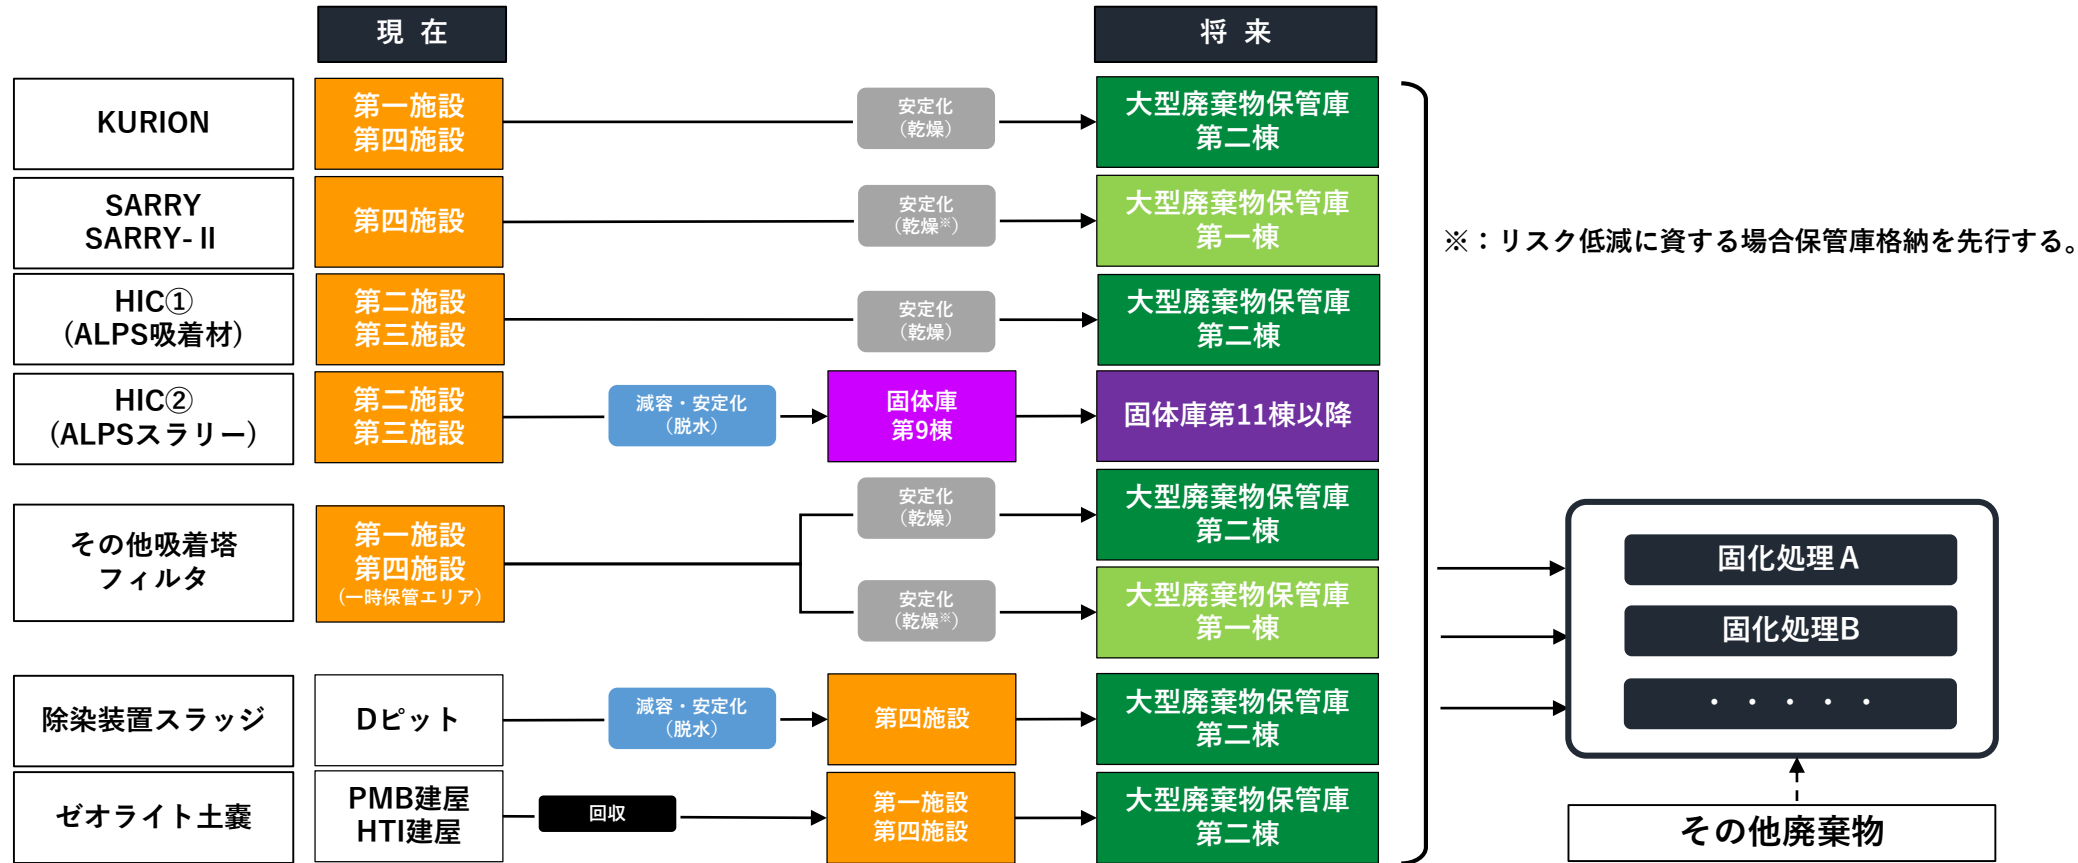 現 在
将 来
KURION
第一施設
第四施設
安定化
（乾燥）
大型廃棄物保管庫
第二棟
SARRY
SARRY-Ⅱ
第四施設
安定化
（乾燥※）
大型廃棄物保管庫
第一棟
※：リスク低減に資する場合保管庫格納を先行する。
HIC①
(ALPS吸着材)
第二施設
第三施設
安定化
（乾燥）
大型廃棄物保管庫
第二棟
HIC②
(ALPSスラリー)
第二施設
第三施設
減容・安定化
（脱水）
固体庫
第9棟
固体庫第11棟以降
その他吸着塔
フィルタ
第一施設
第四施設
(一時保管エリア)
安定化
（乾燥）
大型廃棄物保管庫
第二棟
安定化
（乾燥※）
大型廃棄物保管庫
第一棟
除染装置スラッジ
Dピット
減容・安定化
（脱水）
第四施設
大型廃棄物保管庫
第二棟
ゼオライト土嚢
PMB建屋
HTI建屋
回収
第一施設
第四施設
大型廃棄物保管庫
第二棟
固化処理A
固化処理B
・・・・・
その他廃棄物